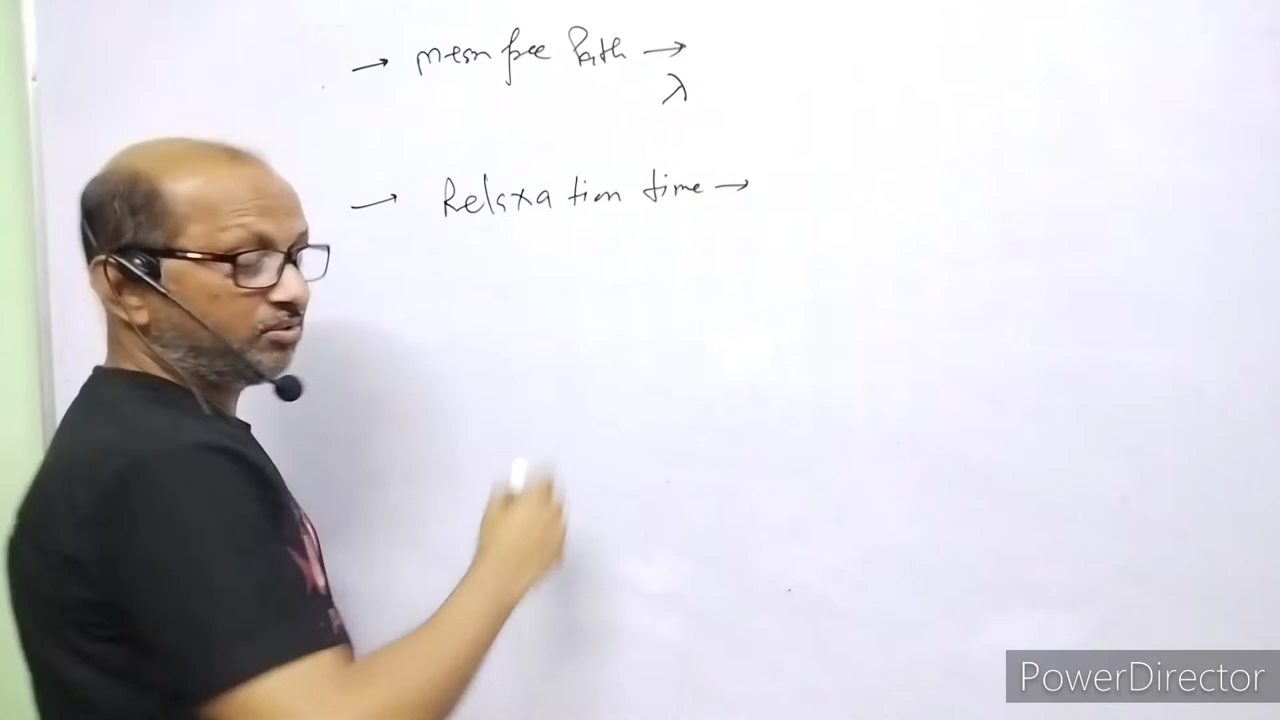 → mean free Path →
λ
→ Relaxation time →
PowerDirector